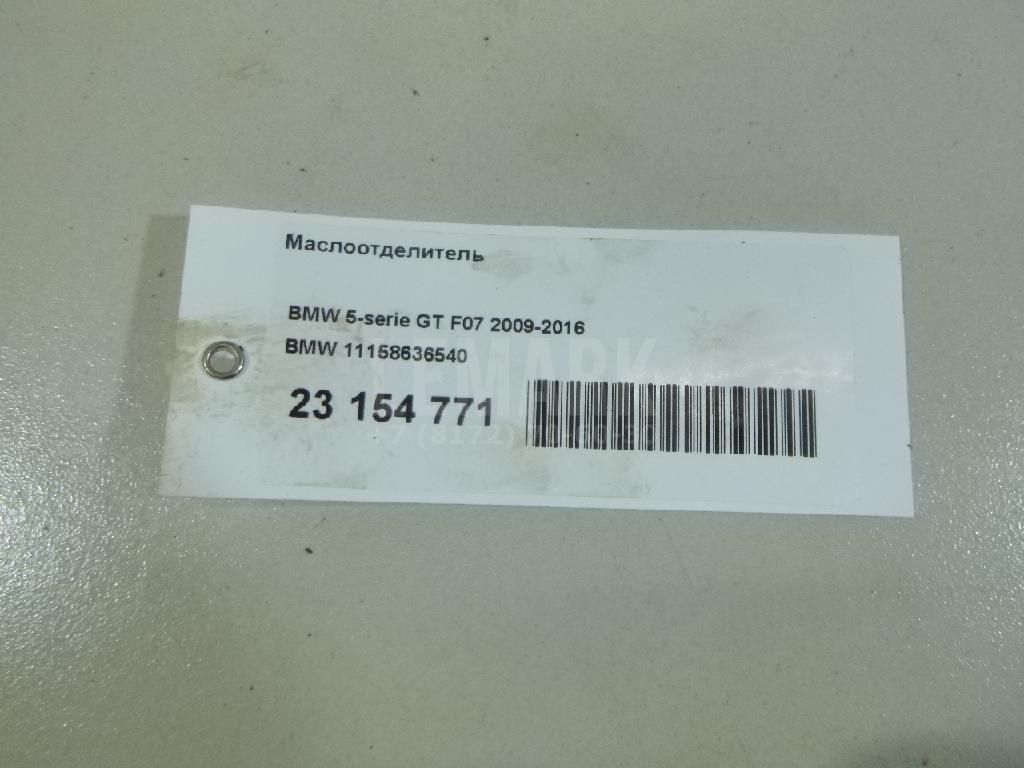 Маслоотделитель
BMW 5-serie GT F07 2009-2016
BMW 11158636540
23 154 771